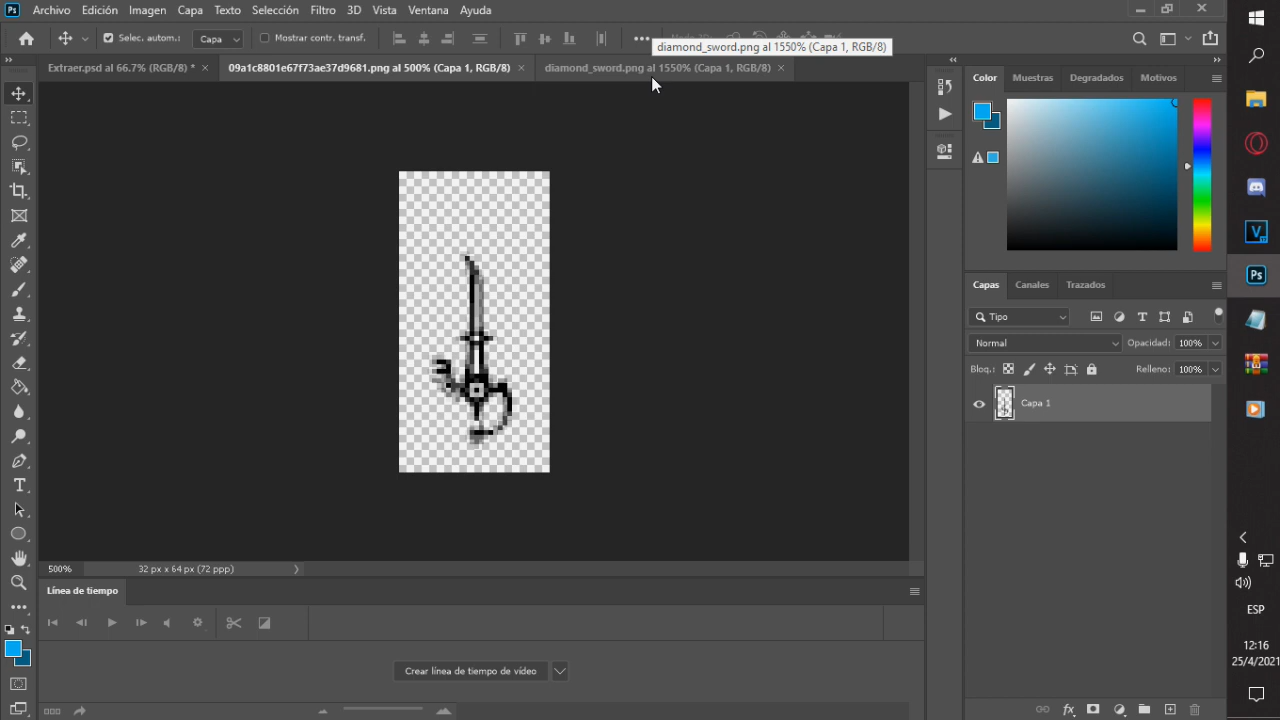 Ps Archivo Edición Imagen Capa Texto Selección Filtro 3D Vista Ventana Ayuda
Selec. autom.: Capa Mostrar contr. transf.
diamond_sword.png al 1550% (Capa 1, RGB/8)
Extraer.psd al 66.7% (RGB/8) * × 09a1c8801e67f73ae37d9681.png al 500% (Capa 1, RGB/8) × diamond_sword.png al 1550% (Capa 1, RGB/8) ×
Color Muestras Degradados Motivos
Capas Canales Trazados
Tipo
Normal Opacidad: 100%
Bloq.: Relleno: 100%
Capa 1
500% 32 px x 64 px (72 ppp)
Línea de tiempo
Crear línea de tiempo de vídeo
Ps
ESP
12:16
25/4/2021